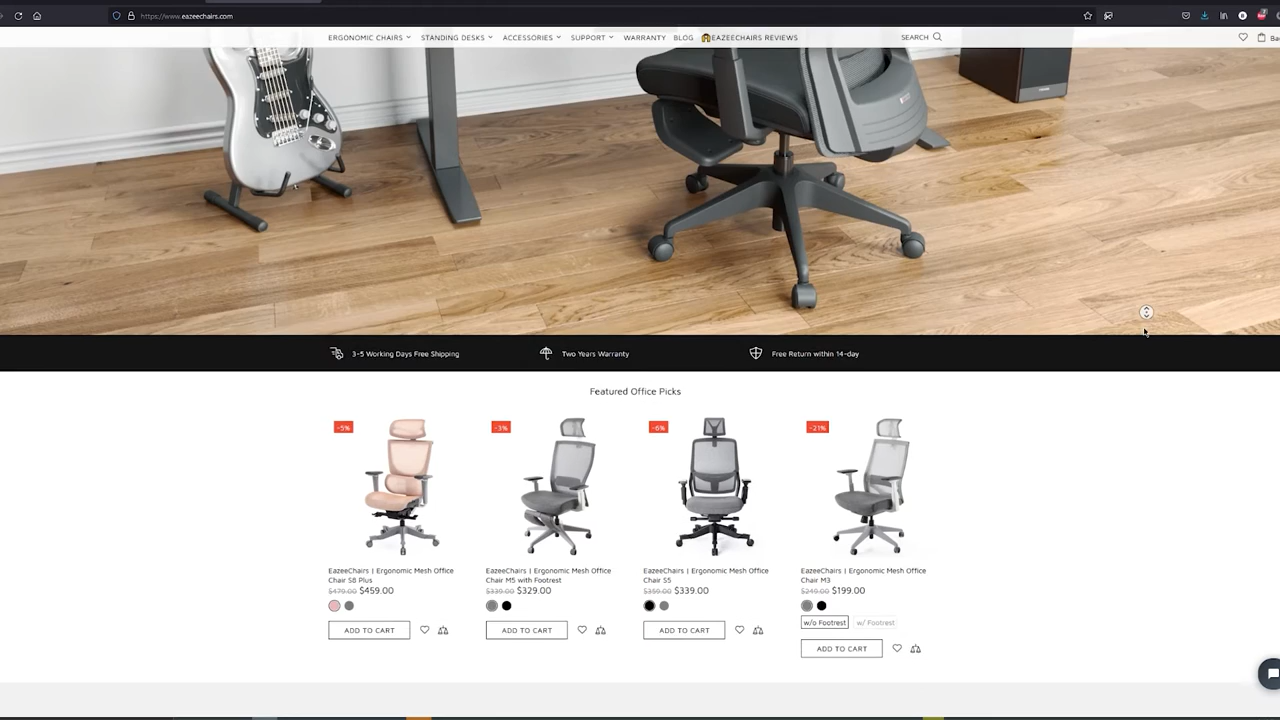 https://www.eazeechairs.com
ERGONOMIC CHAIRS STANDING DESKS ACCESSORIES SUPPORT WARRANTY BLOG EAZEECHAIRS REVIEWS SEARCH
3-5 Working Days Free Shipping Two Years Warranty Free Return within 14-day
Featured Office Picks
-5% -3% -6% -21%
EazeeChairs | Ergonomic Mesh Office
Chair S8 Plus
$479.00 $459.00
ADD TO CART
EazeeChairs | Ergonomic Mesh Office
Chair M5 with Footrest
$339.00 $329.00
ADD TO CART
EazeeChairs | Ergonomic Mesh Office
Chair S5
$359.00 $339.00
ADD TO CART
EazeeChairs | Ergonomic Mesh Office
Chair M3
$249.00 $199.00
w/o Footrest w/ Footrest
ADD TO CART